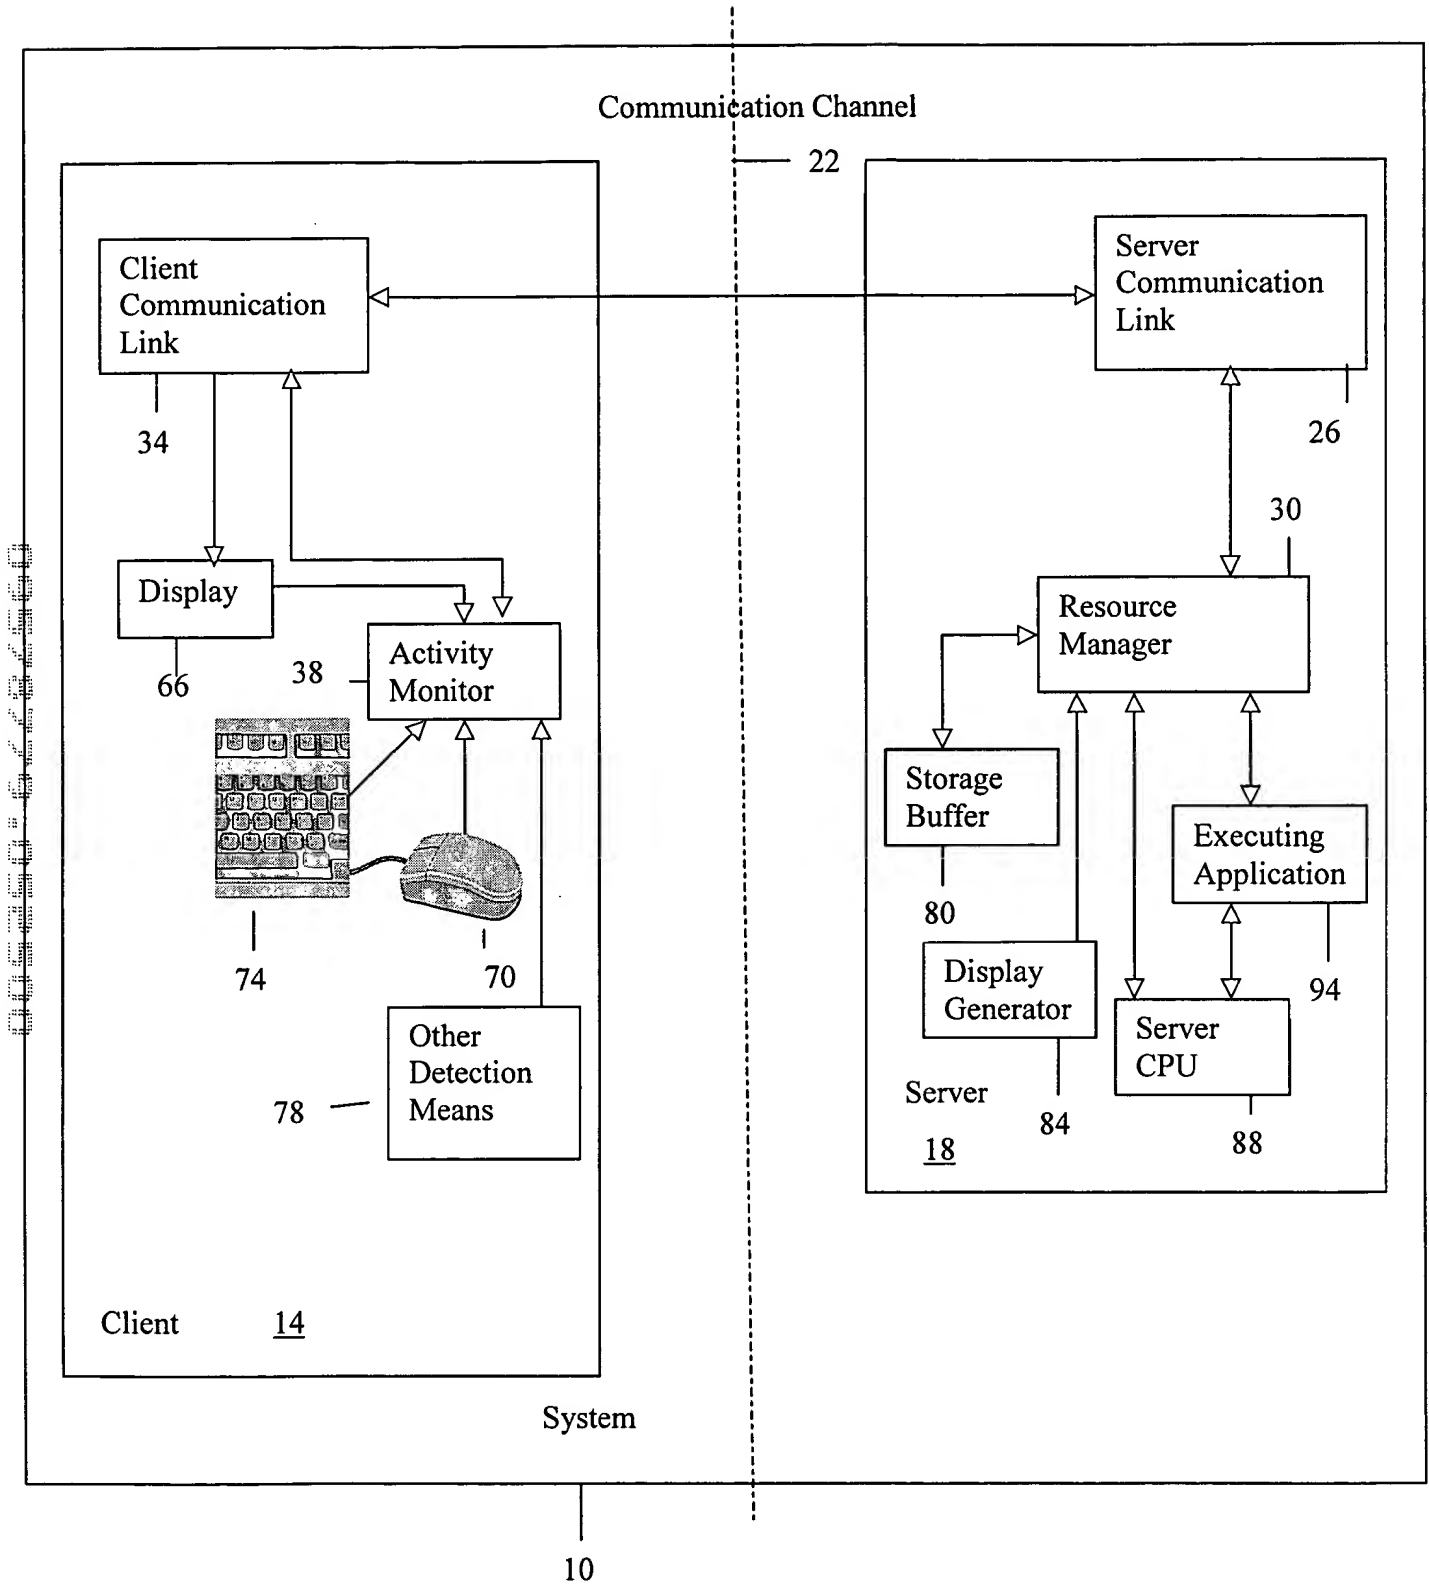 Communication Channel
22
Client
Communication
Link
34
Server
Communication
Link
26
30
Display
66
Activity
Monitor
38
Resource
Manager
Storage
Buffer
80
Executing
Application
94
74
70
Display
Generator
84
Server
CPU
88
Other
Detection
Means
78
Server
18
Client 14
System
10